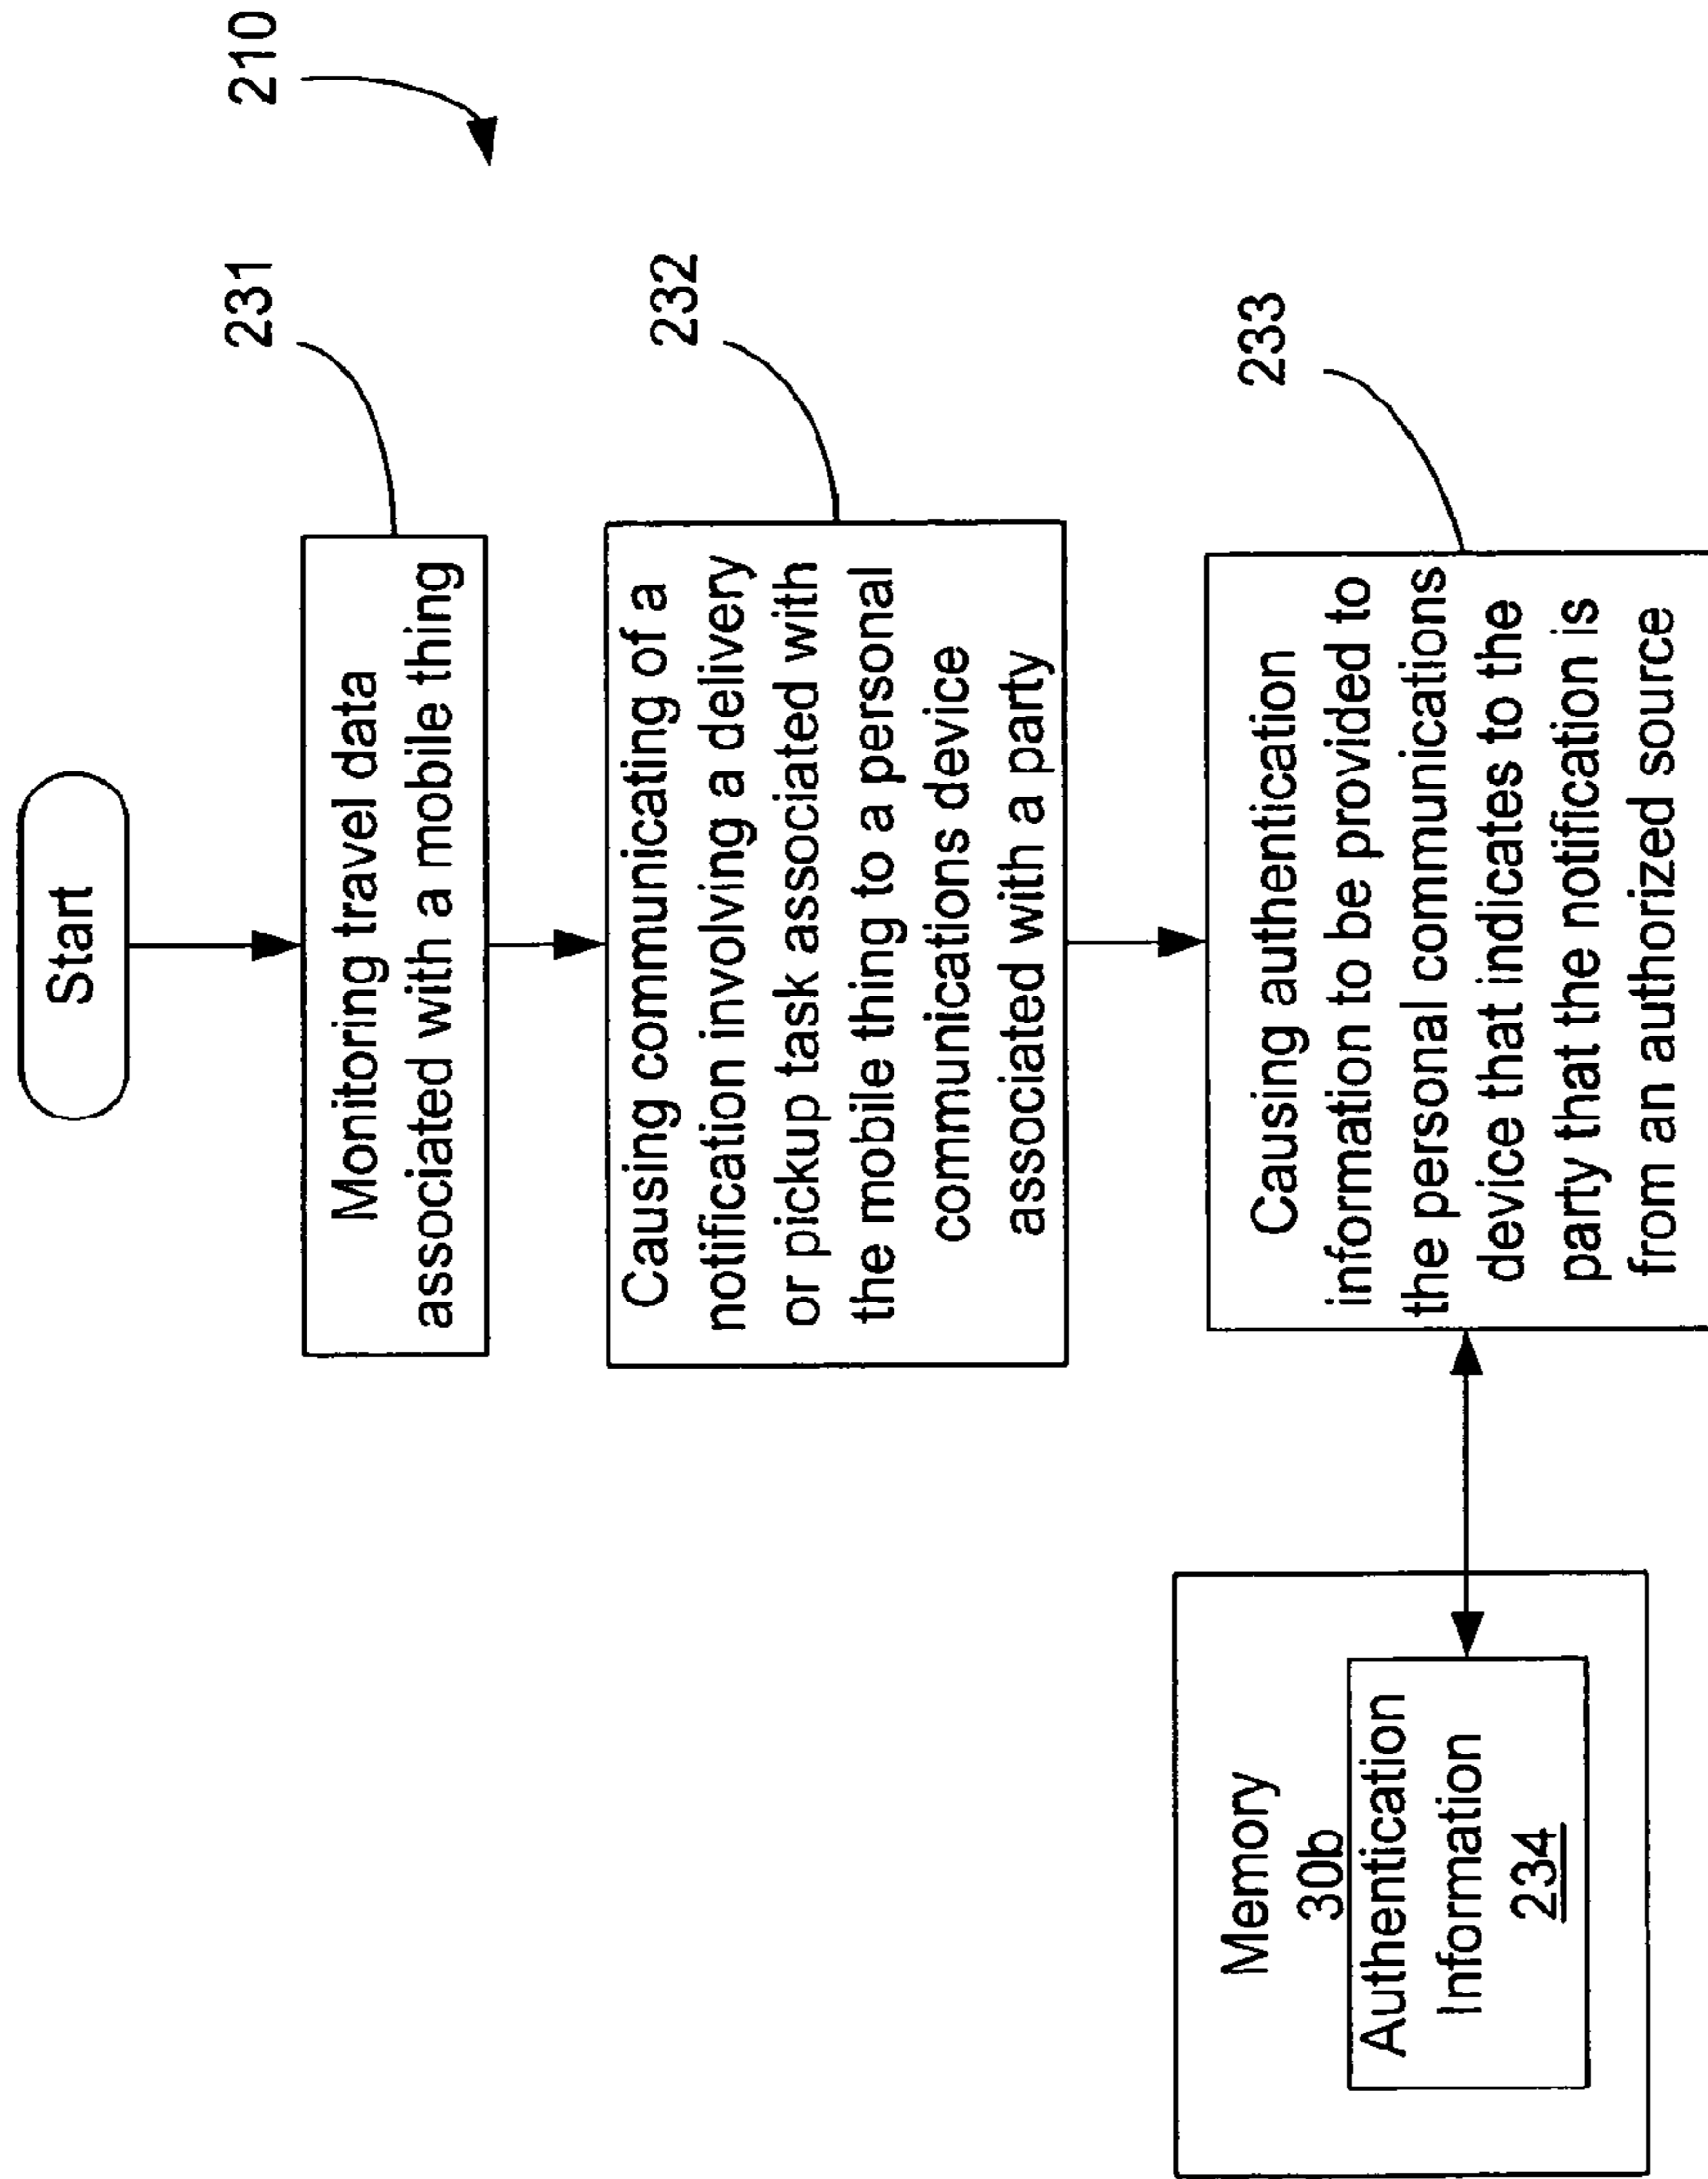 210
Start
231
Monitoring travel data
associated with a mobile thing
232
Causing communicating of a
notification involving a delivery
or pickup task associated with
the mobile thing to a personal
communications device
associated with a party
233
Causing authentication
information to be provided to
the personal communications
device that indicates to the
party that the notification is
from an authorized source
Memory
30b
Authentication
Information
234